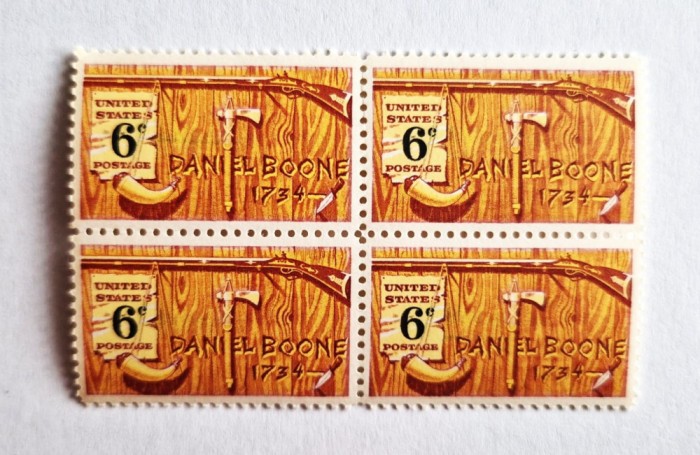 UNITED
STATES
6¢
POSTAGE
DANIEL BOONE
1734—
UNITED
STATES
6¢
POSTAGE
DANIEL BOONE
1734—
UNITED
STATES
6¢
POSTAGE
DANIEL BOONE
1734—
UNITED
STATES
6¢
POSTAGE
DANIEL BOONE
1734—